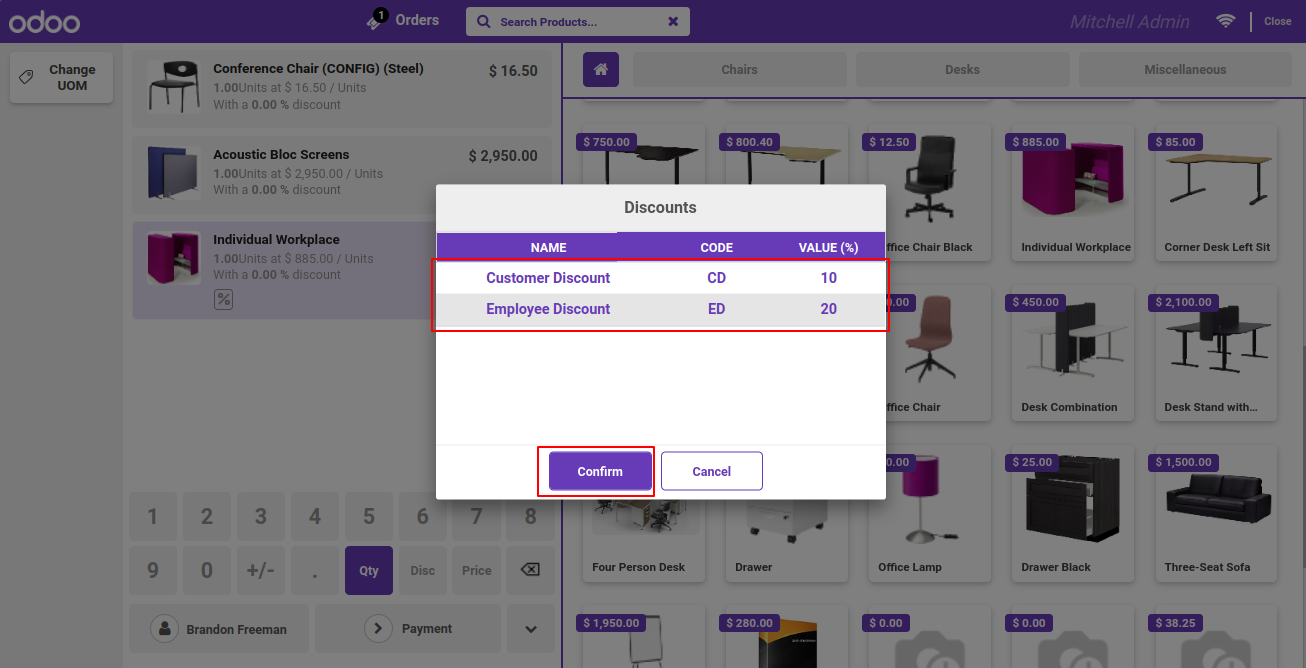 odoo
1
Orders
Search Products...
Mitchell Admin
Close
Change
UOM
Conference Chair (CONFIG) (Steel)
$ 16.50
1.00Units at $ 16.50 / Units
With a 0.00 % discount
Acoustic Bloc Screens
$ 2,950.00
1.00Units at $ 2,950.00 / Units
With a 0.00 % discount
Individual Workplace
1.00Units at $ 885.00 / Units
With a 0.00 % discount
%
1 2 3 4 5 6 7 8
9 0 +/- . Qty Disc Price
Brandon Freeman
Payment
Discounts
NAME CODE VALUE (%)
Customer Discount CD 10
Employee Discount ED 20
Confirm
Cancel
Chairs
Desks
Miscellaneous
$ 750.00
$ 800.40
$ 12.50
$ 885.00
$ 85.00
ffice Chair Black
Individual Workplace
Corner Desk Left Sit
0.00
$ 450.00
$ 2,100.00
ffice Chair
Desk Combination
Desk Stand with...
0.00
$ 25.00
$ 1,500.00
Four Person Desk
Drawer
Office Lamp
Drawer Black
Three-Seat Sofa
$ 1,950.00
$ 280.00
$ 0.00
$ 0.00
$ 38.25